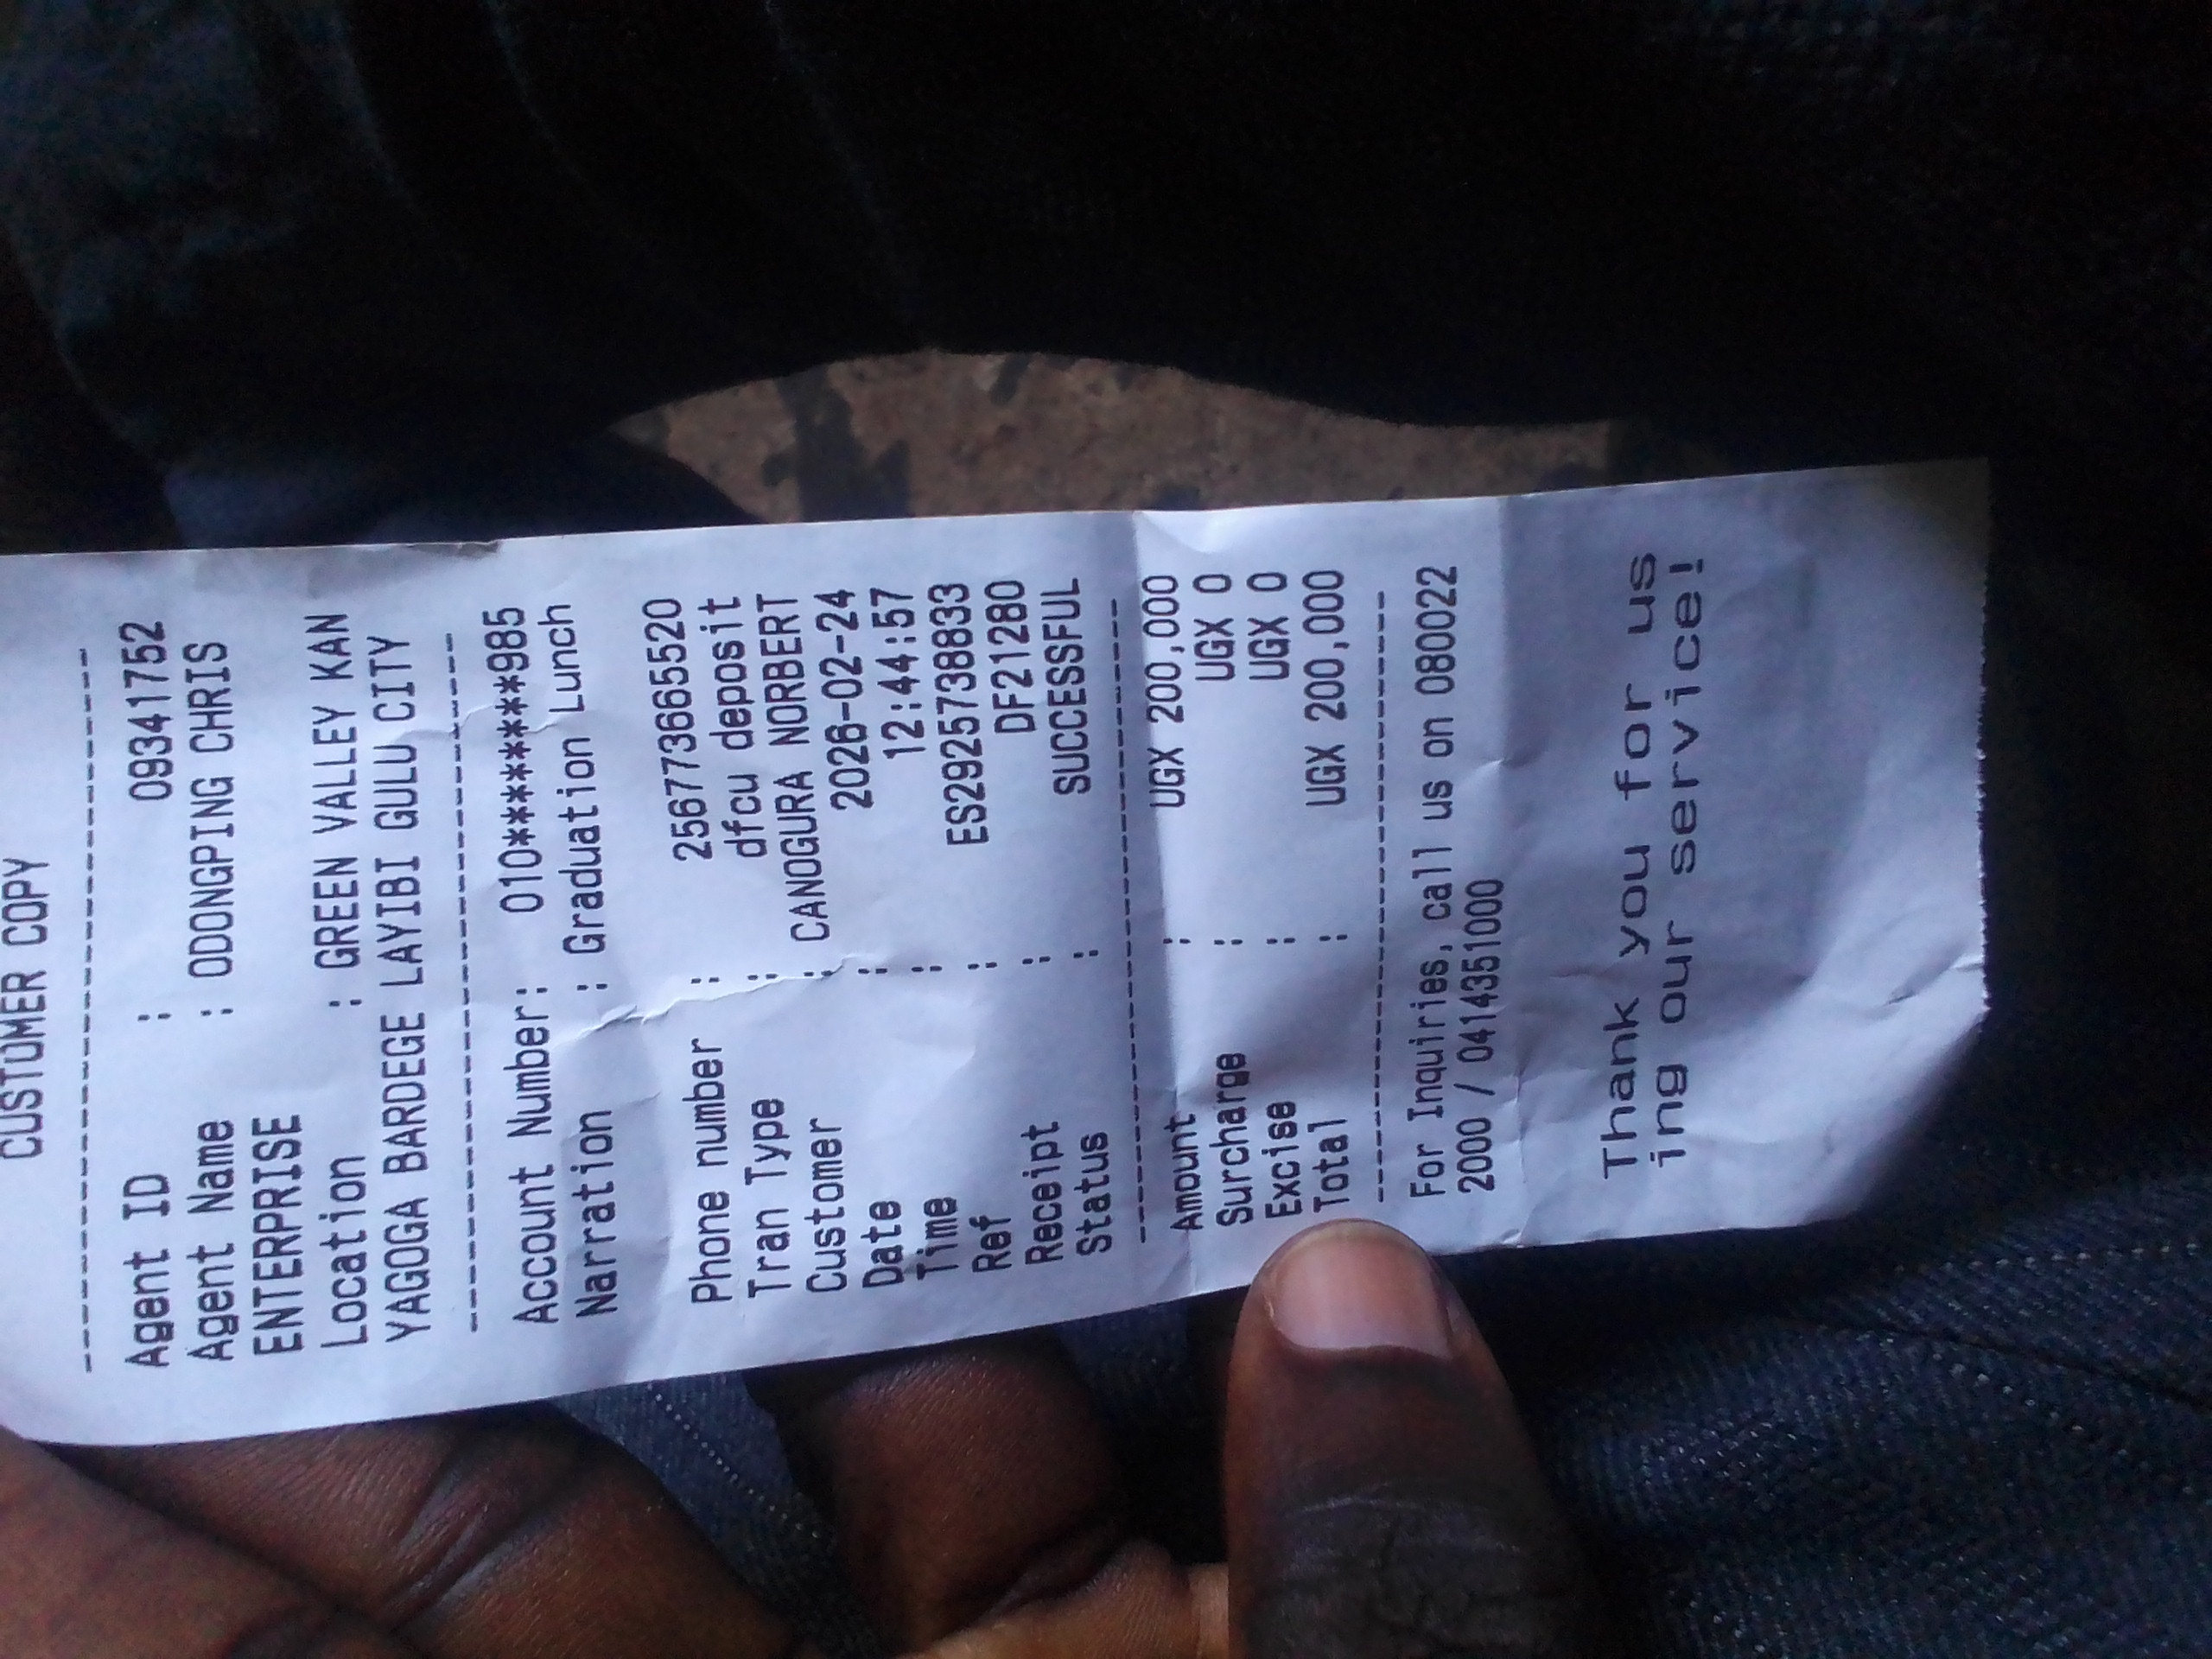 CUSTOMER COPY
--------------------------------
Agent ID : 09341752
Agent Name : ODONGPING CHRIS
ENTERPRISE
Location : GREEN VALLEY KAN
YAGOGA BARDEGE LAYIBI GULU CITY
--------------------------------
Account Number: 010********985
Narration : Graduation Lunch
Phone number : 256773665520
Tran Type : dfcu deposit
Customer : CANOGURA NORBERT
Date : 2026-02-24
Time : 12:44:57
Ref : ES2925738833
Receipt : DF21280
Status : SUCCESSFUL
--------------------------------
Amount : UGX 200,000
Surcharge : UGX 0
Excise : UGX 0
Total : UGX 200,000
--------------------------------
For Inquiries, call us on 080022
2000 / 0414351000
Thank you for us
ing our service!